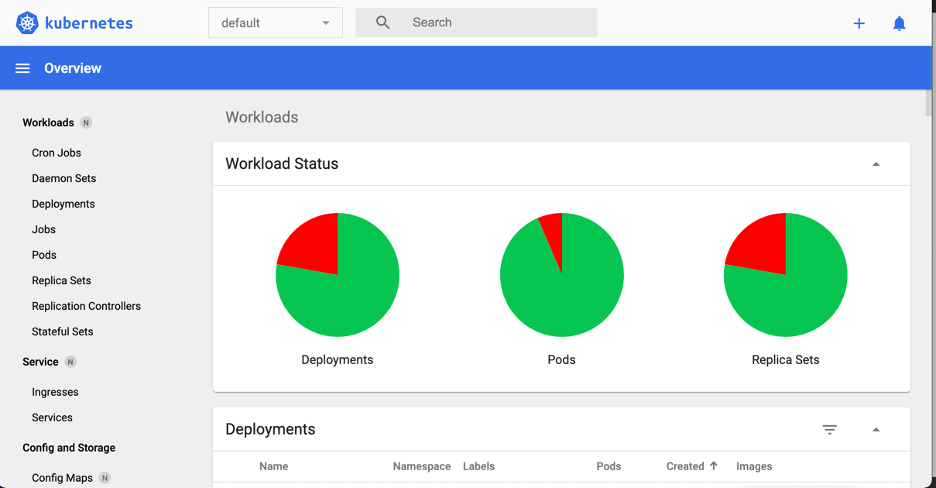 kubernetes
default
Search
Overview
Workloads N
Cron Jobs
Daemon Sets
Deployments
Jobs
Pods
Replica Sets
Replication Controllers
Stateful Sets
Service N
Ingresses
Services
Config and Storage
Config Maps N
Workloads
Workload Status
Deployments
Pods
Replica Sets
Deployments
Name Namespace Labels Pods Created Images